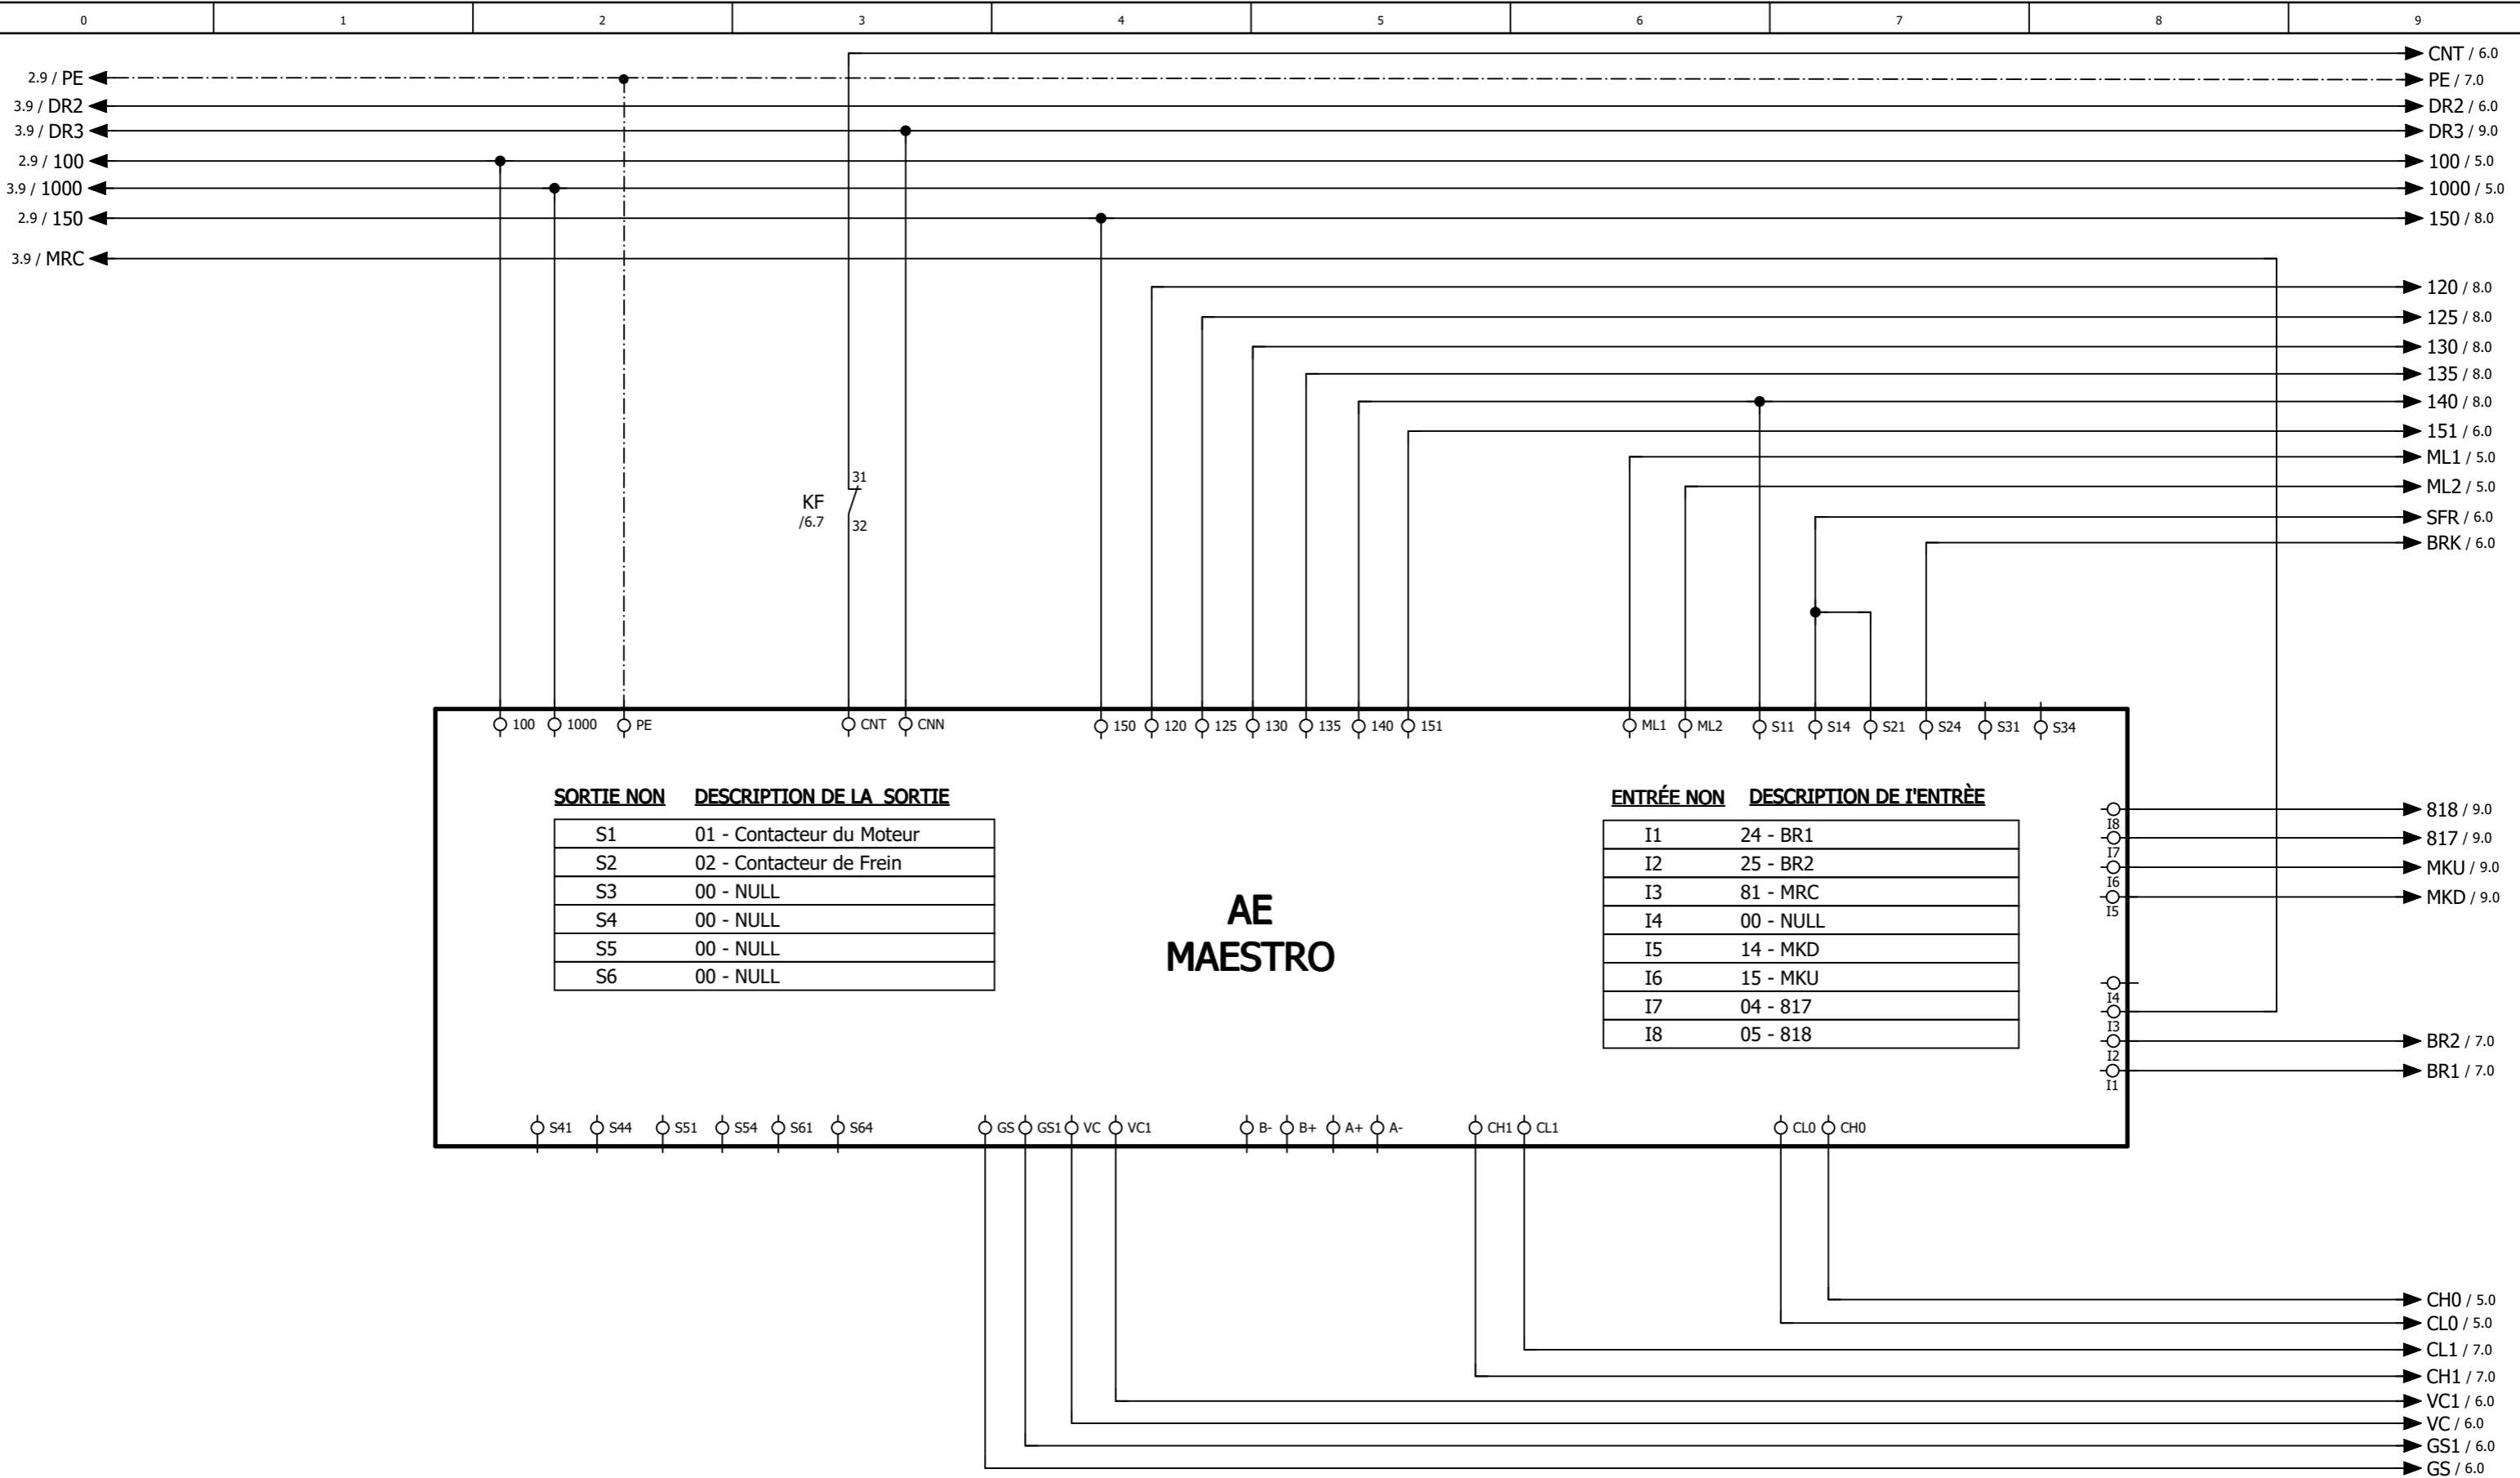 0 1 2 3 4 5 6 7 8 9
CNT / 6.0
2.9 / PE
PE / 7.0
3.9 / DR2
DR2 / 6.0
3.9 / DR3
DR3 / 9.0
2.9 / 100
100 / 5.0
3.9 / 1000
1000 / 5.0
2.9 / 150
150 / 8.0
3.9 / MRC
120 / 8.0
125 / 8.0
130 / 8.0
135 / 8.0
140 / 8.0
151 / 6.0
ML1 / 5.0
ML2 / 5.0
SFR / 6.0
BRK / 6.0
31
KF
/6.7
32
100 1000 PE CNT CNN 150 120 125 130 135 140 151 ML1 ML2 S11 S14 S21 S24 S31 S34
SORTIE NON DESCRIPTION DE LA SORTIE
S1 01 - Contacteur du Moteur
S2 02 - Contacteur de Frein
S3 00 - NULL
S4 00 - NULL
S5 00 - NULL
S6 00 - NULL
AE
MAESTRO
ENTRÉE NON DESCRIPTION DE I'ENTRÈE
I1 24 - BR1
I2 25 - BR2
I3 81 - MRC
I4 00 - NULL
I5 14 - MKD
I6 15 - MKU
I7 04 - 817
I8 05 - 818
I8
I7
I6
I5
I4
I3
I2
I1
818 / 9.0
817 / 9.0
MKU / 9.0
MKD / 9.0
BR2 / 7.0
BR1 / 7.0
S41 S44 S51 S54 S61 S64 GS GS1 VC VC1 B- B+ A+ A- CH1 CL1 CL0 CH0
CH0 / 5.0
CL0 / 5.0
CL1 / 7.0
CH1 / 7.0
VC1 / 6.0
VC / 6.0
GS1 / 6.0
GS / 6.0